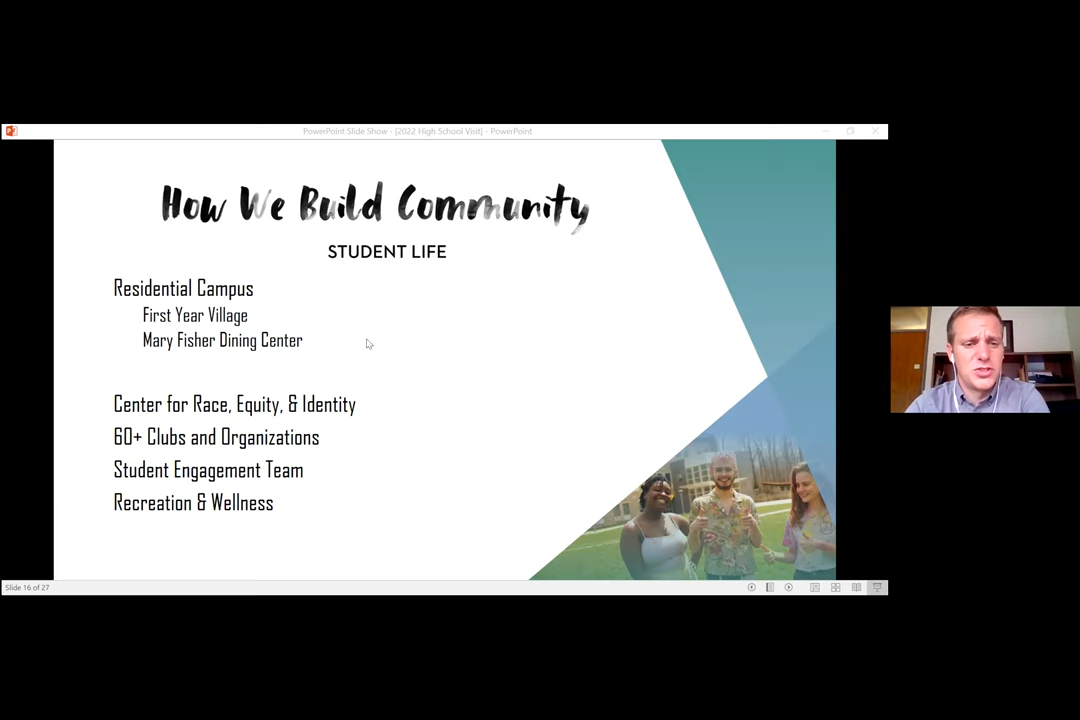 PowerPoint Slide Show - [2022 High School Visit] - PowerPoint
How We Build Community
STUDENT LIFE
Residential Campus
First Year Village
Mary Fisher Dining Center
Center for Race, Equity, & Identity
60+ Clubs and Organizations
Student Engagement Team
Recreation & Wellness
Slide 16 of 27